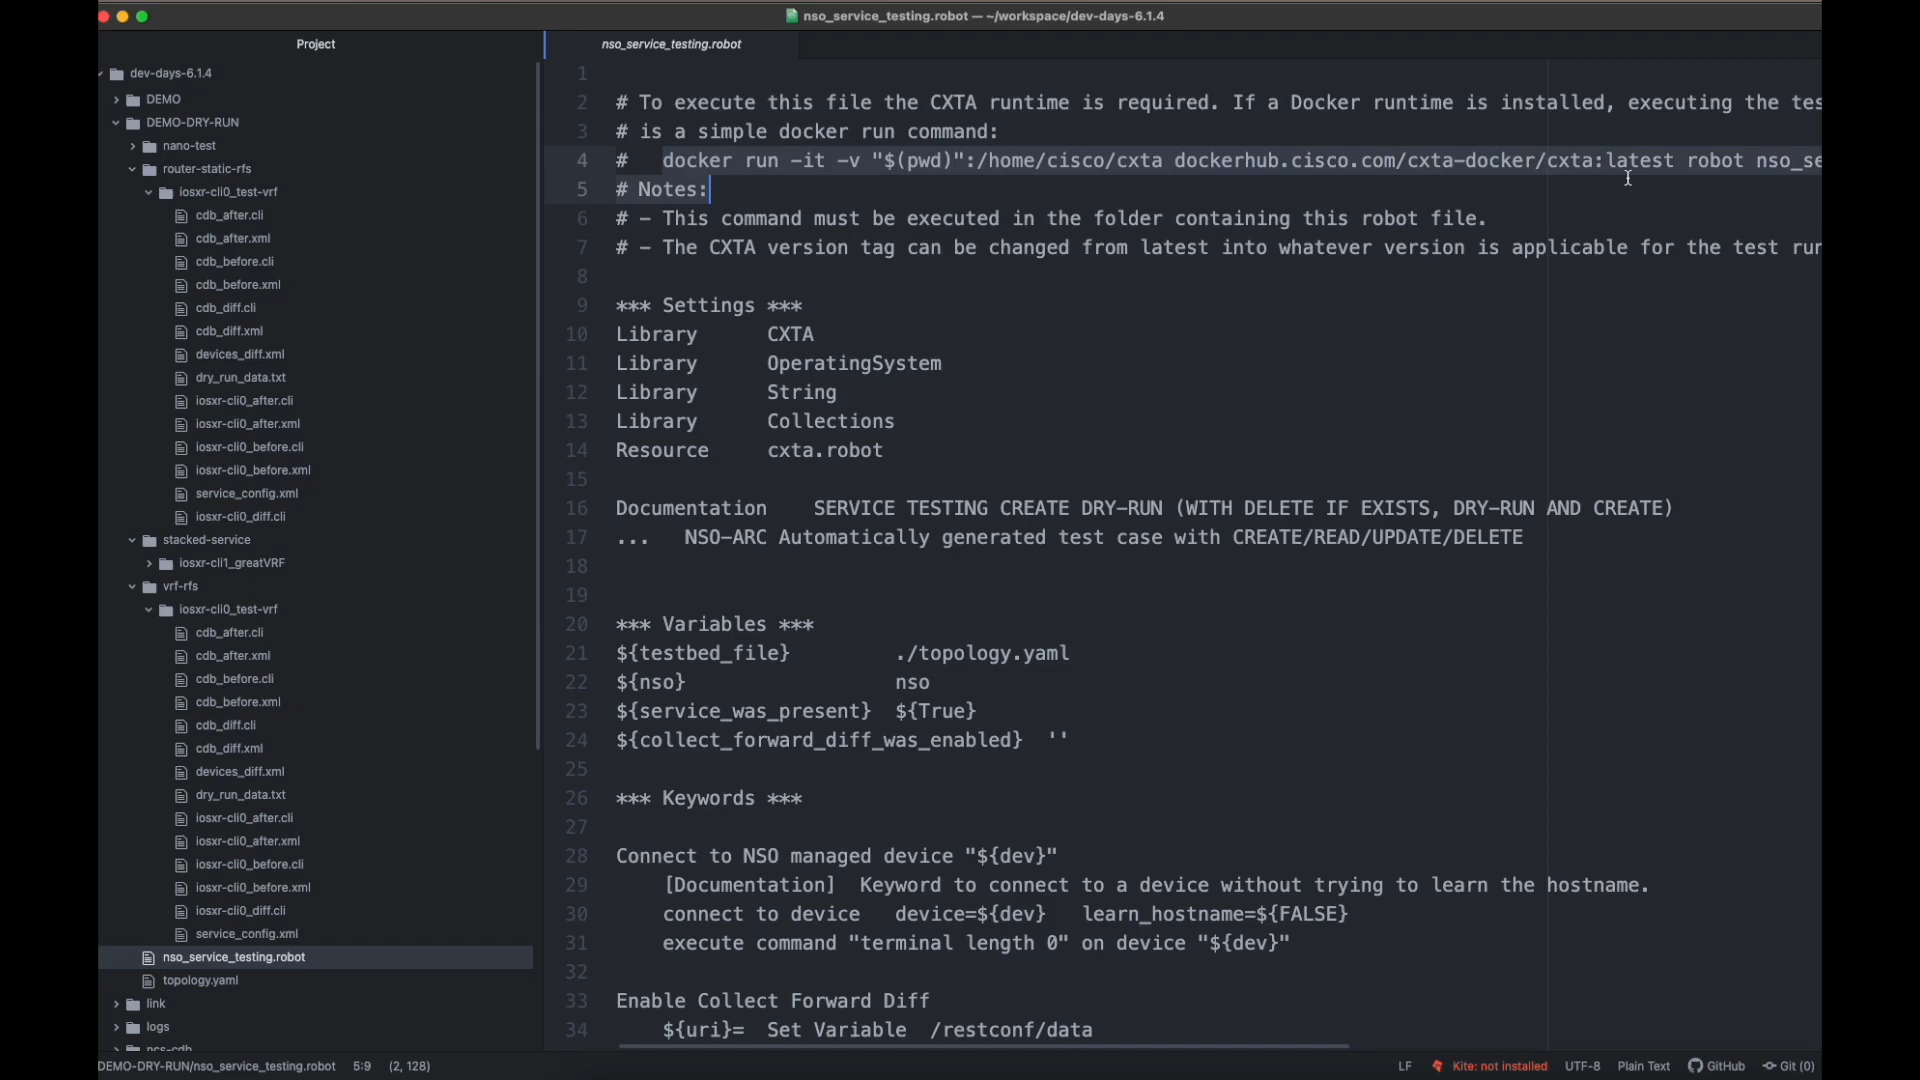 nso_service_testing.robot — ~/workspace/dev-days-6.1.4
Project
dev-days-6.1.4
DEMO
DEMO-DRY-RUN
nano-test
router-static-rfs
iosxr-cli0_test-vrf
cdb_after.cli
cdb_after.xml
cdb_before.cli
cdb_before.xml
cdb_diff.cli
cdb_diff.xml
devices_diff.xml
dry_run_data.txt
iosxr-cli0_after.cli
iosxr-cli0_after.xml
iosxr-cli0_before.cli
iosxr-cli0_before.xml
service_config.xml
iosxr-cli0_diff.cli
stacked-service
iosxr-cli1_greatVRF
vrf-rfs
iosxr-cli0_test-vrf
cdb_after.cli
cdb_after.xml
cdb_before.cli
cdb_before.xml
cdb_diff.cli
cdb_diff.xml
devices_diff.xml
dry_run_data.txt
iosxr-cli0_after.cli
iosxr-cli0_after.xml
iosxr-cli0_before.cli
iosxr-cli0_before.xml
iosxr-cli0_diff.cli
service_config.xml
nso_service_testing.robot
topology.yaml
link
logs
ncs-cdb
nso_service_testing.robot
1
2 # To execute this file the CXTA runtime is required. If a Docker runtime is installed, executing the tes
3 # is a simple docker run command:
4 #   docker run -it -v "$(pwd)":/home/cisco/cxta dockerhub.cisco.com/cxta-docker/cxta:latest robot nso_se
5 # Notes:
6 # - This command must be executed in the folder containing this robot file.
7 # - The CXTA version tag can be changed from latest into whatever version is applicable for the test run
8
9 *** Settings ***
10 Library      CXTA
11 Library      OperatingSystem
12 Library      String
13 Library      Collections
14 Resource     cxta.robot
15
16 Documentation    SERVICE TESTING CREATE DRY-RUN (WITH DELETE IF EXISTS, DRY-RUN AND CREATE)
17 ...   NSO-ARC Automatically generated test case with CREATE/READ/UPDATE/DELETE
18
19
20 *** Variables ***
21 ${testbed_file}         ./topology.yaml
22 ${nso}                  nso
23 ${service_was_present}  ${True}
24 ${collect_forward_diff_was_enabled}  ''
25
26 *** Keywords ***
27
28 Connect to NSO managed device "${dev}"
29     [Documentation]  Keyword to connect to a device without trying to learn the hostname.
30     connect to device   device=${dev}   learn_hostname=${FALSE}
31     execute command "terminal length 0" on device "${dev}"
32
33 Enable Collect Forward Diff
34     ${uri}=  Set Variable  /restconf/data
DEMO-DRY-RUN/nso_service_testing.robot 5:9 (2, 128) LF Kite: not installed UTF-8 Plain Text GitHub Git (0)